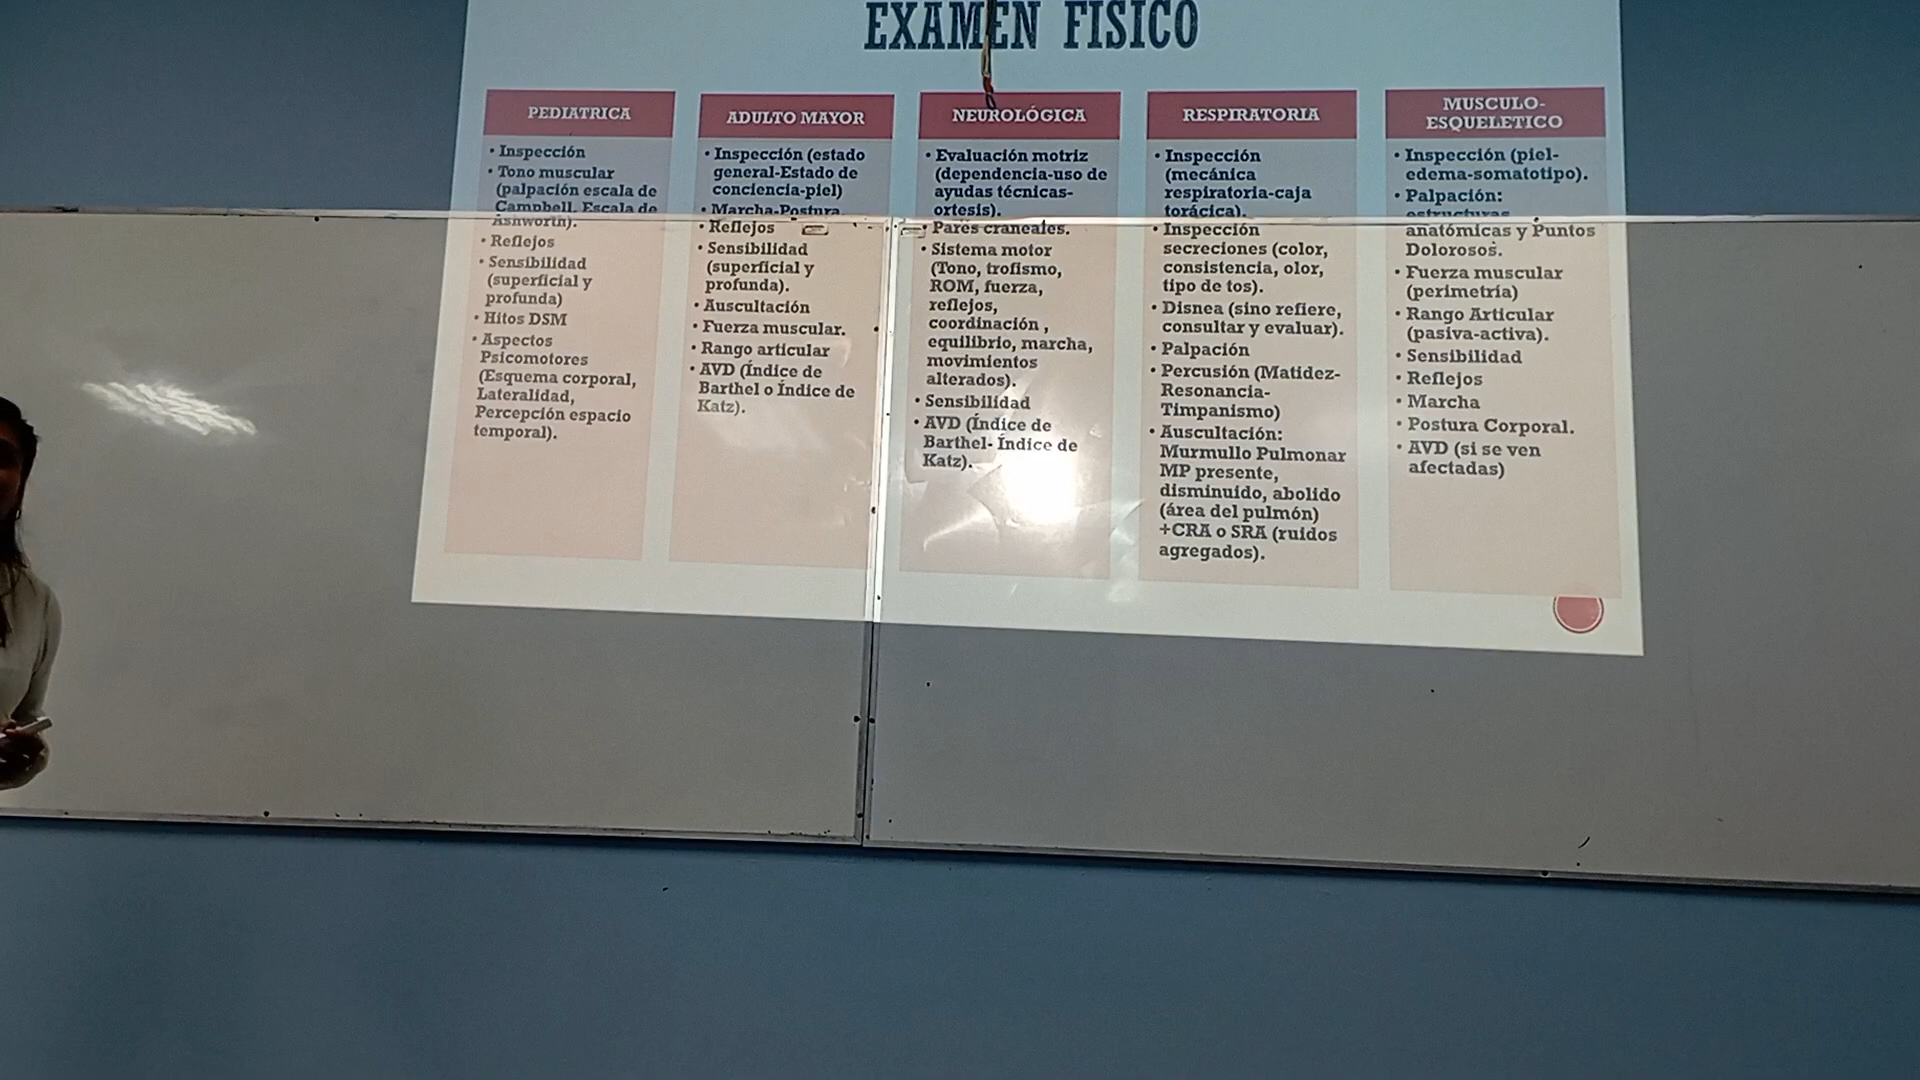 EXAMEN FISICO
PEDIATRICA
• Inspección
• Tono muscular
(palpación escala de
Campbell. Escala de
Ashworth).
• Reflejos
• Sensibilidad
(superficial y
profunda)
• Hitos DSM
• Aspectos
Psicomotores
(Esquema corporal,
Lateralidad,
Percepción espacio
temporal).
ADULTO MAYOR
• Inspección (estado
general-Estado de
conciencia-piel)
• Marcha-Postura.
• Reflejos
• Sensibilidad
(superficial y
profunda).
• Auscultación
• Fuerza muscular.
• Rango articular
• AVD (Índice de
Barthel o Índice de
Katz).
NEUROLÓGICA
• Evaluación motriz
(dependencia-uso de
ayudas técnicas-
ortesis).
• Pares craneales.
• Sistema motor
(Tono, trofismo,
ROM, fuerza,
reflejos,
coordinación ,
equilibrio, marcha,
movimientos
alterados).
• Sensibilidad
• AVD (Índice de
Barthel- Índice de
Katz).
RESPIRATORIA
• Inspección
(mecánica
respiratoria-caja
torácica).
• Inspección
secreciones (color,
consistencia, olor,
tipo de tos).
• Disnea (sino refiere,
consultar y evaluar).
• Palpación
• Percusión (Matidez-
Resonancia-
Timpanismo)
• Auscultación:
Murmullo Pulmonar
MP presente,
disminuido, abolido
(área del pulmón)
+CRA o SRA (ruidos
agregados).
MUSCULO-
ESQUELETICO
• Inspección (piel-
edema-somatotipo).
• Palpación:
estructuras
anatómicas y Puntos
Dolorosos.
• Fuerza muscular
(perimetría)
• Rango Articular
(pasiva-activa).
• Sensibilidad
• Reflejos
• Marcha
• Postura Corporal.
• AVD (si se ven
afectadas)